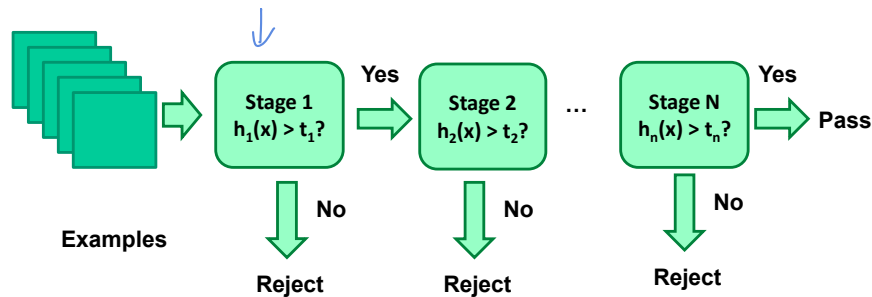 Yes
Yes
Stage 1
h₁(x) > t₁?
Stage 2
h₂(x) > t₂?
...
Stage N
hₙ(x) > tₙ?
Pass
No
No
No
Examples
Reject
Reject
Reject